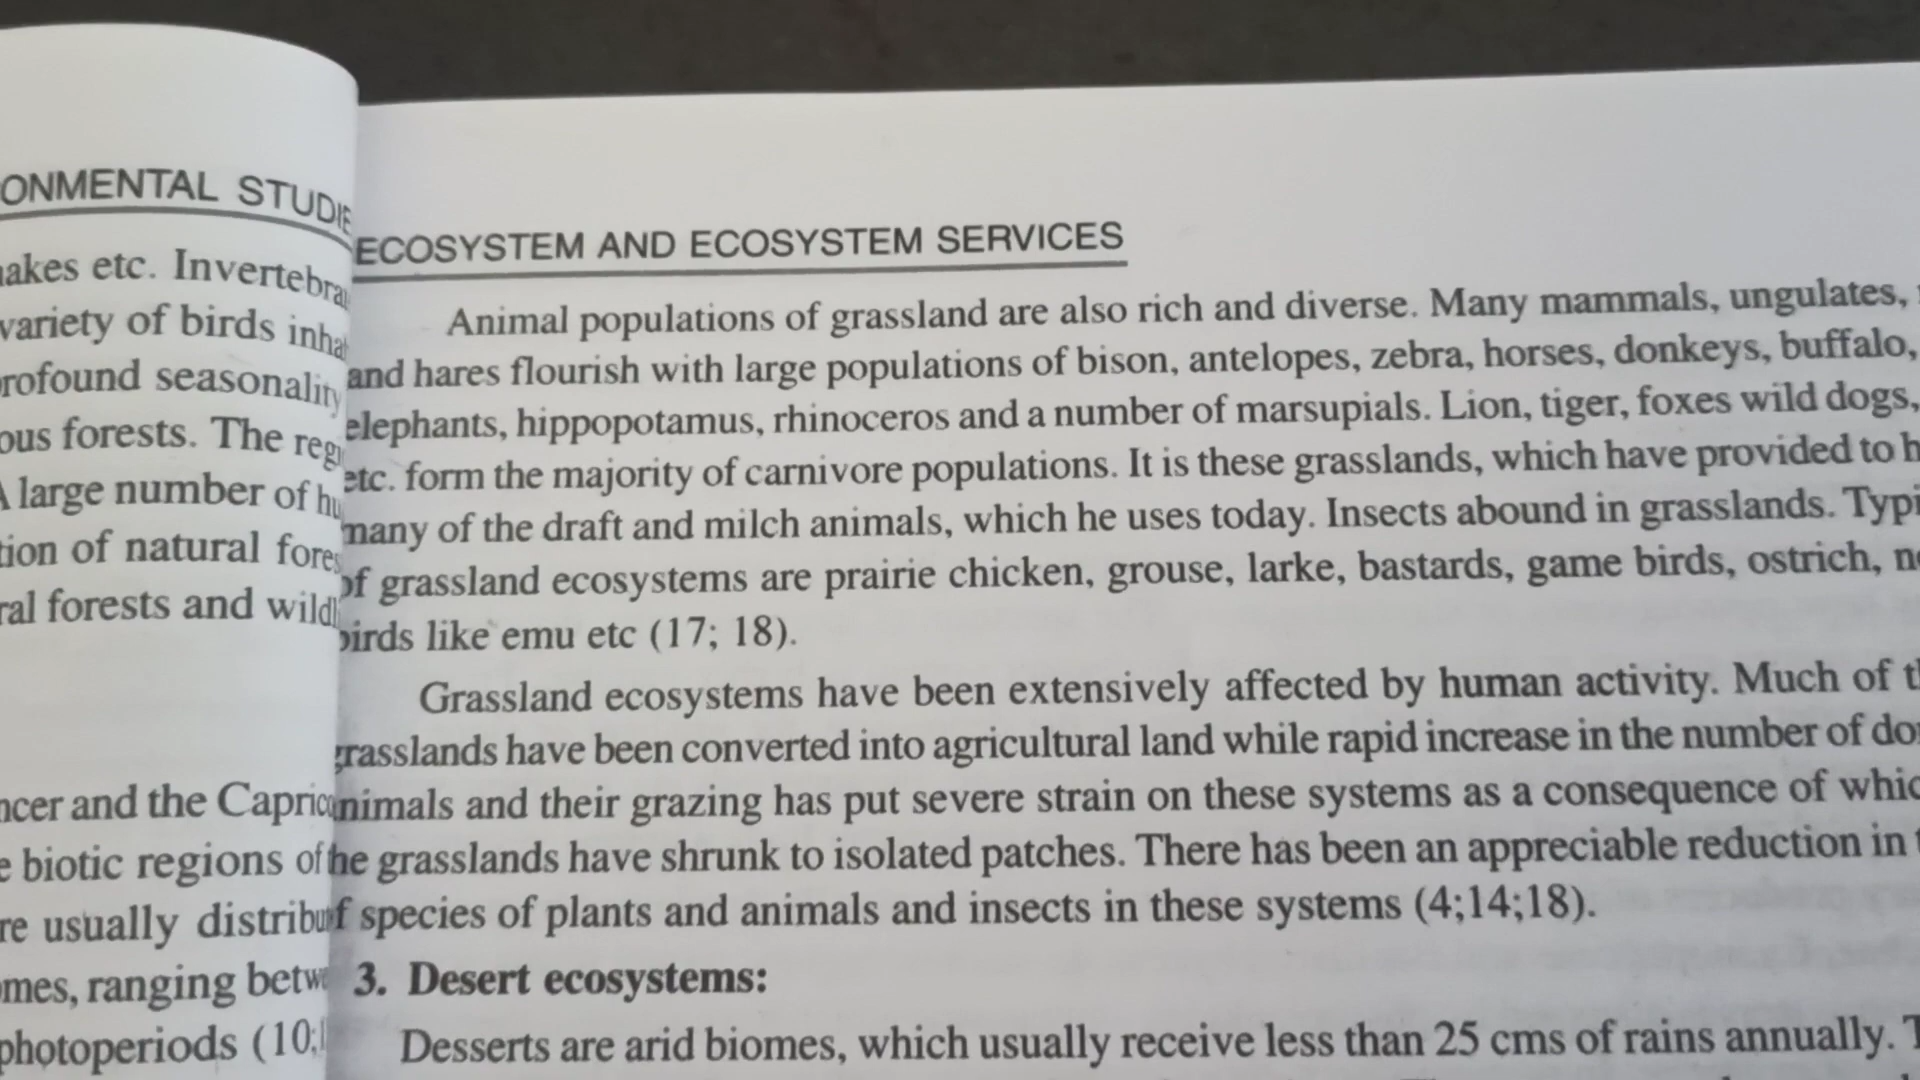 ONMENTAL STUDIE
akes etc. Invertebra
variety of birds inhab
rofound seasonality
ous forests. The reg
A large number of hu
tion of natural fores
ral forests and wildl
ncer and the Caprico
e biotic regions of
re usually distribu
omes, ranging betw
photoperiods (10;
ECOSYSTEM AND ECOSYSTEM SERVICES
Animal populations of grassland are also rich and diverse. Many mammals, ungulates,
and hares flourish with large populations of bison, antelopes, zebra, horses, donkeys, buffalo,
elephants, hippopotamus, rhinoceros and a number of marsupials. Lion, tiger, foxes wild dogs,
etc. form the majority of carnivore populations. It is these grasslands, which have provided to h
many of the draft and milch animals, which he uses today. Insects abound in grasslands. Typi
of grassland ecosystems are prairie chicken, grouse, larke, bastards, game birds, ostrich, n
birds like emu etc (17; 18).
Grassland ecosystems have been extensively affected by human activity. Much of th
grasslands have been converted into agricultural land while rapid increase in the number of do
nimals and their grazing has put severe strain on these systems as a consequence of whic
he grasslands have shrunk to isolated patches. There has been an appreciable reduction in t
f species of plants and animals and insects in these systems (4;14;18).
3. Desert ecosystems:
Desserts are arid biomes, which usually receive less than 25 cms of rains annually. T